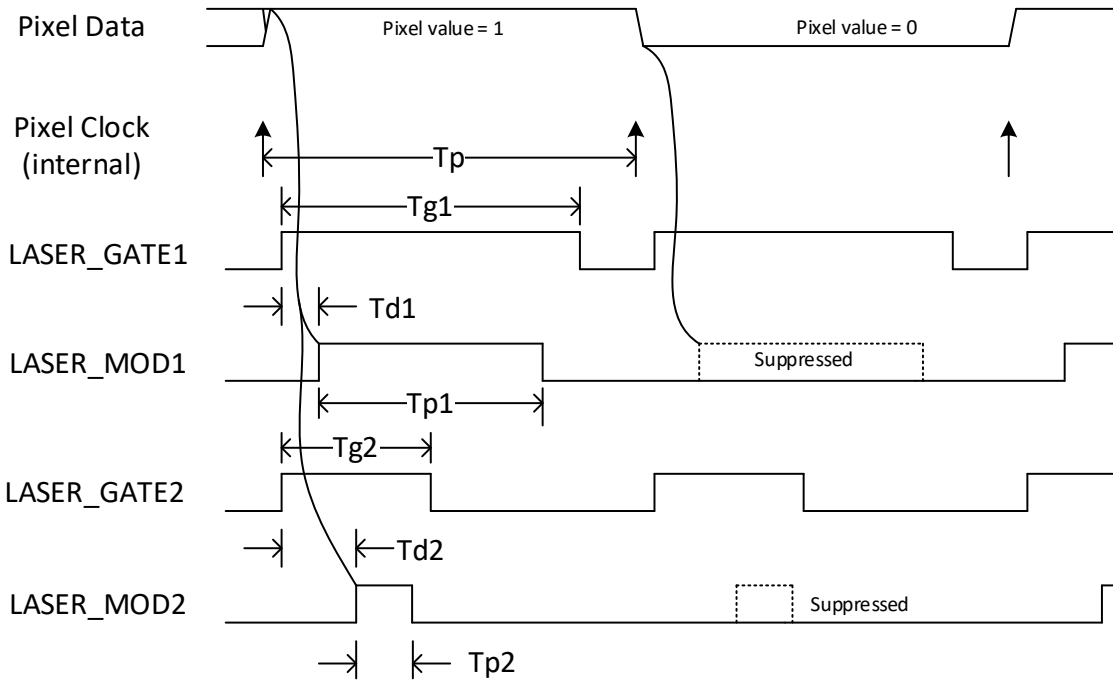 Pixel Data
Pixel value = 1
Pixel value = 0
Pixel Clock
(internal)
Tp
Tg1
LASER_GATE1
Td1
LASER_MOD1
Suppressed
Tp1
Tg2
LASER_GATE2
Td2
LASER_MOD2
Suppressed
Tp2